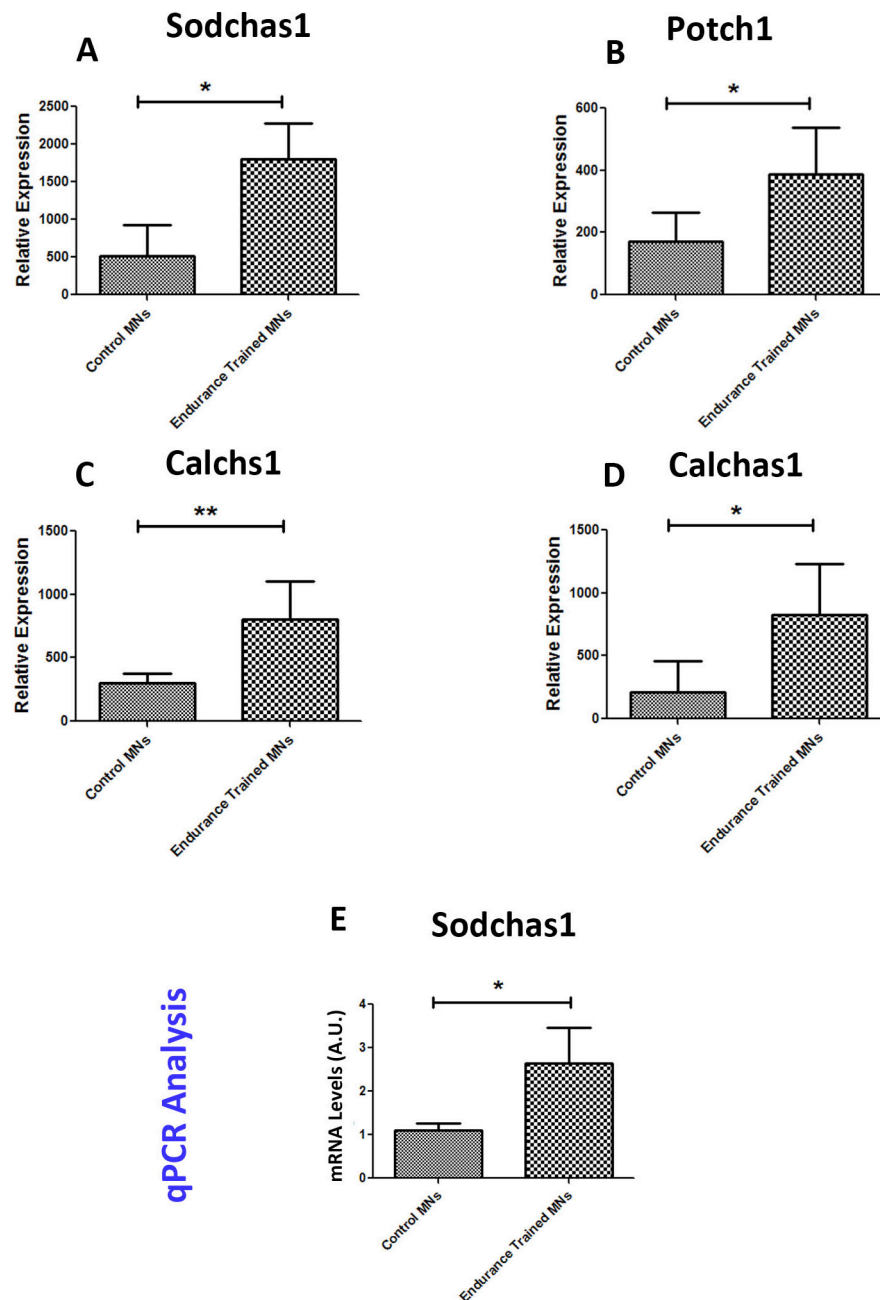 A
Sodchas1
*
Relative Expression
2500
2000
1500
1000
500
0
Control MNs
Endurance Trained MNs
B
Potch1
*
Relative Expression
600
400
200
0
Control MNs
Endurance Trained MNs
C
Calchs1
**
Relative Expression
1500
1000
500
0
Control MNs
Endurance Trained MNs
D
Calchas1
*
Relative Expression
1500
1000
500
0
Control MNs
Endurance Trained MNs
E
Sodchas1
qPCR Analysis
*
mRNA Levels (A.U.)
4
3
2
1
0
Control MNs
Endurance Trained MNs